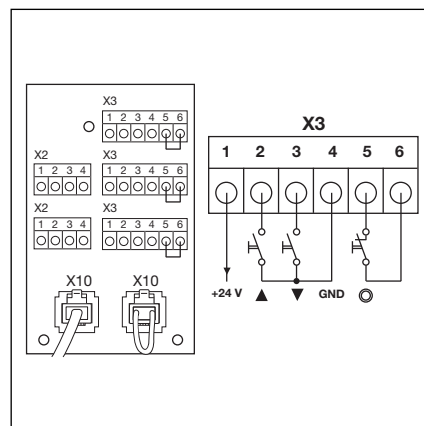 X3
1 2 3 4 5 6
X2
1 2 3 4
X3
1 2 3 4 5 6
X2
1 2 3 4
X3
1 2 3 4 5 6
X10 X10
X3
1 2 3 4 5 6
+24 V ▲ ▼ GND